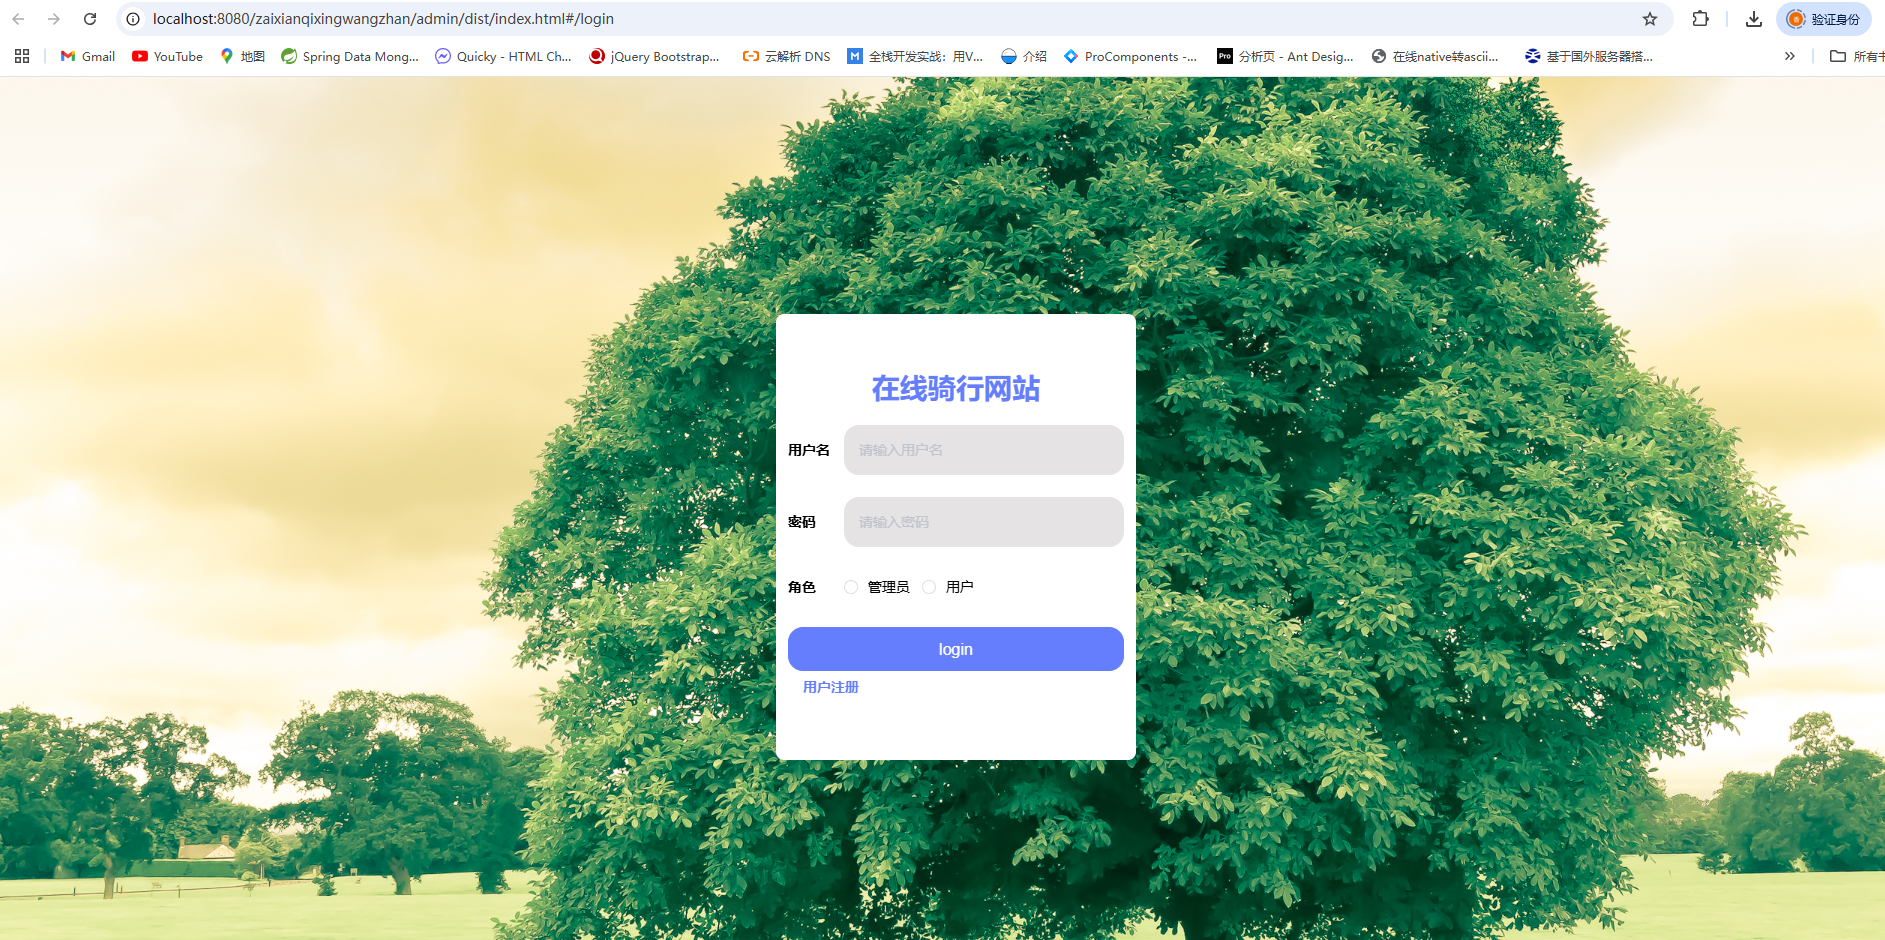 localhost:8080/zaixianqixingwangzhan/admin/dist/index.html#/login
验证身份
Gmail
YouTube
地图
Spring Data Mong...
Quicky - HTML Ch...
jQuery Bootstrap...
云解析 DNS
全栈开发实战：用V...
介绍
ProComponents -...
Pro
分析页 - Ant Desig...
在线native转ascii...
基于国外服务器搭...
所有书
在线骑行网站
用户名
请输入用户名
密码
请输入密码
角色
管理员
用户
login
用户注册